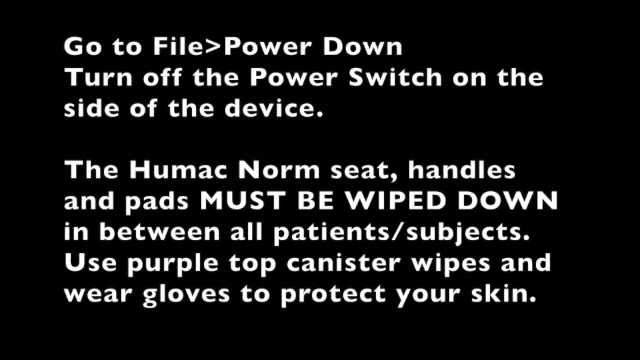 Go to File>Power Down
Turn off the Power Switch on the
side of the device.
The Humac Norm seat, handles
and pads MUST BE WIPED DOWN
in between all patients/subjects.
Use purple top canister wipes and
wear gloves to protect your skin.